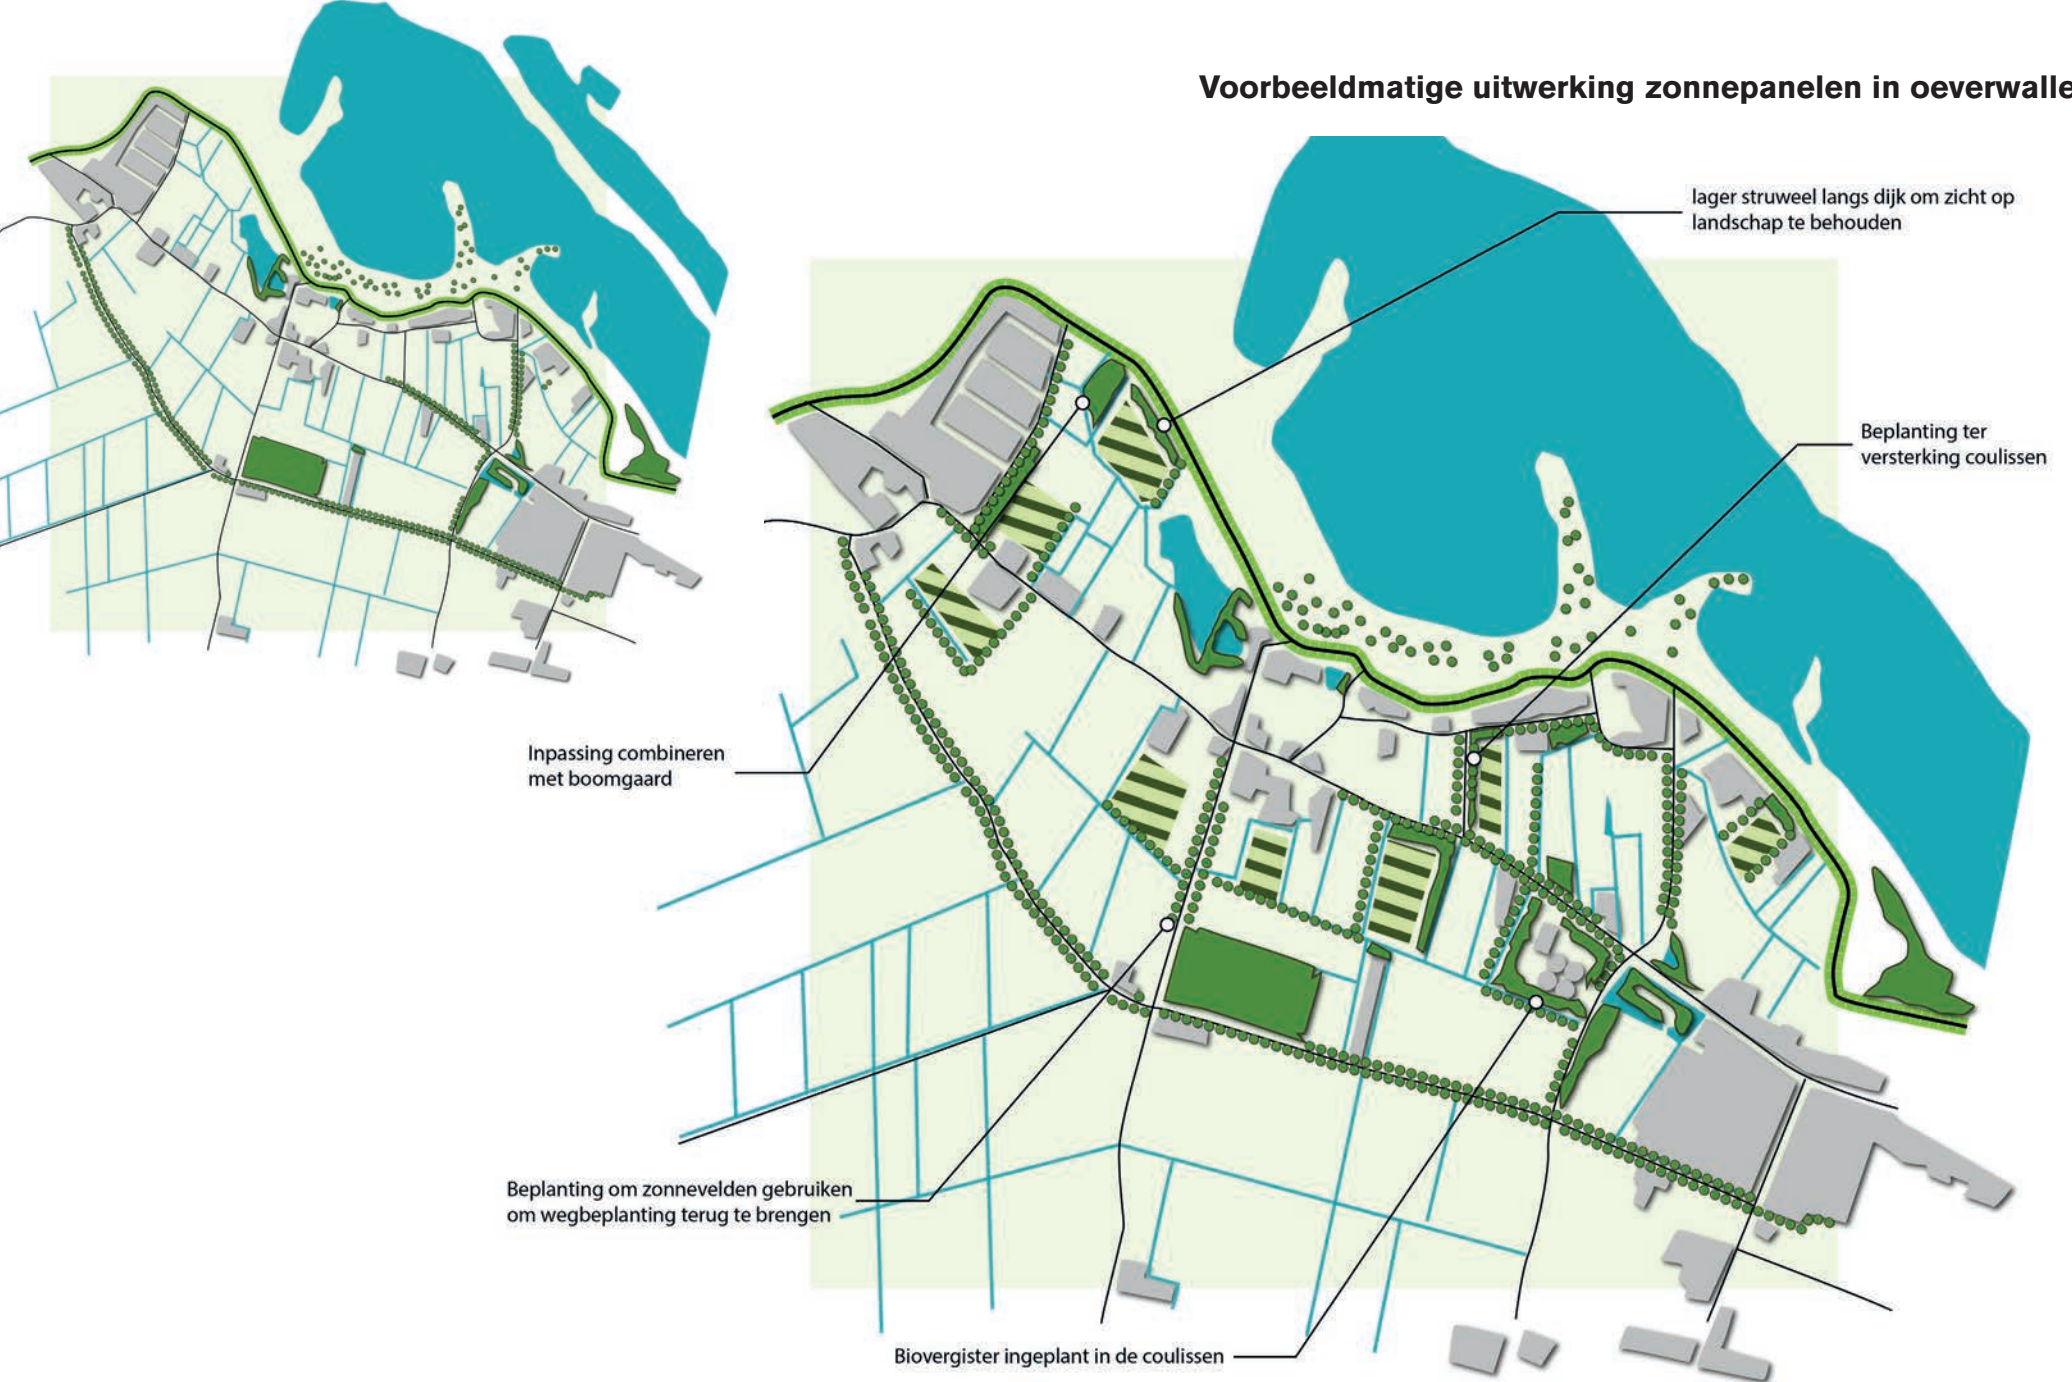 Voorbeeldmatige uitwerking zonnepanelen in oeverwalle
lager struweel langs dijk om zicht op
landschap te behouden
Beplanting ter
versterking coulissen
Inpassing combineren
met boomgaard
Beplanting om zonnevelden gebruiken
om wegbeplanting terug te brengen
Biovergister ingeplant in de coulissen